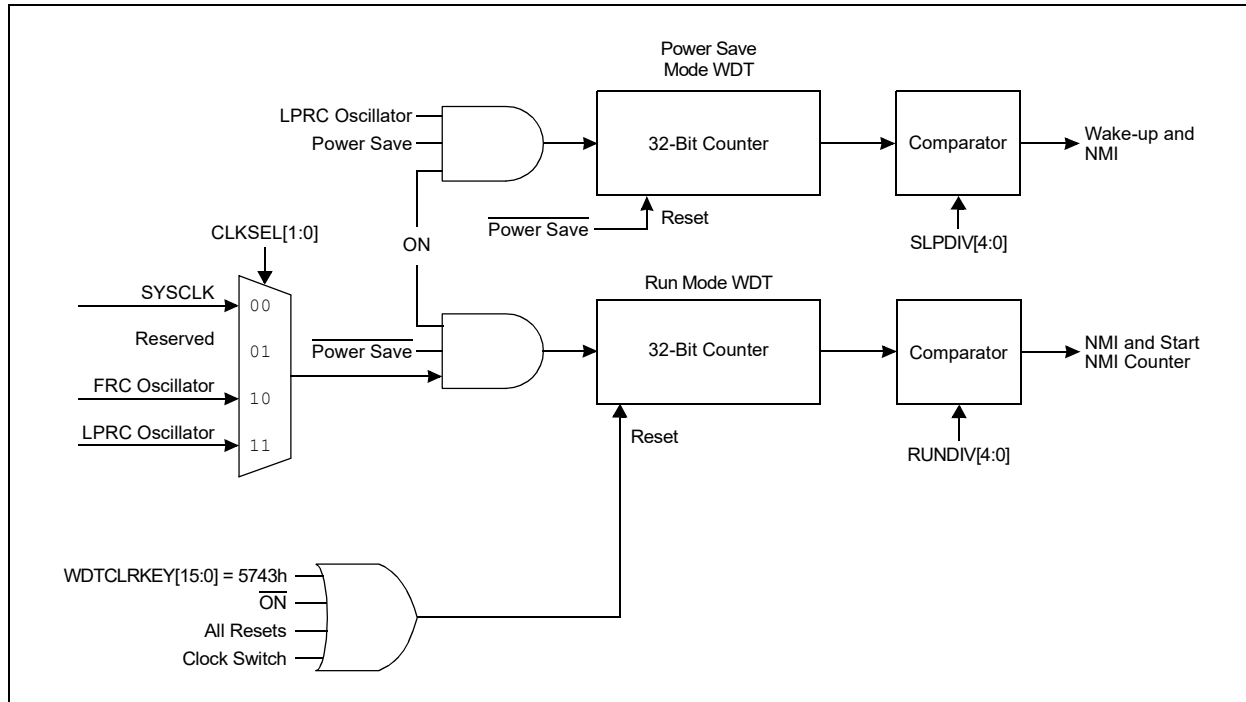 Power Save
Mode WDT
LPRC Oscillator
Power Save
32-Bit Counter
Comparator
Wake-up and
NMI
Power Save
Reset
SLPDIV[4:0]
CLKSEL[1:0]
ON
Run Mode WDT
SYSCLK
00
Reserved
01
Power Save
32-Bit Counter
Comparator
NMI and Start
NMI Counter
FRC Oscillator
10
LPRC Oscillator
11
Reset
RUNDIV[4:0]
WDTCLRKEY[15:0] = 5743h
ON
All Resets
Clock Switch